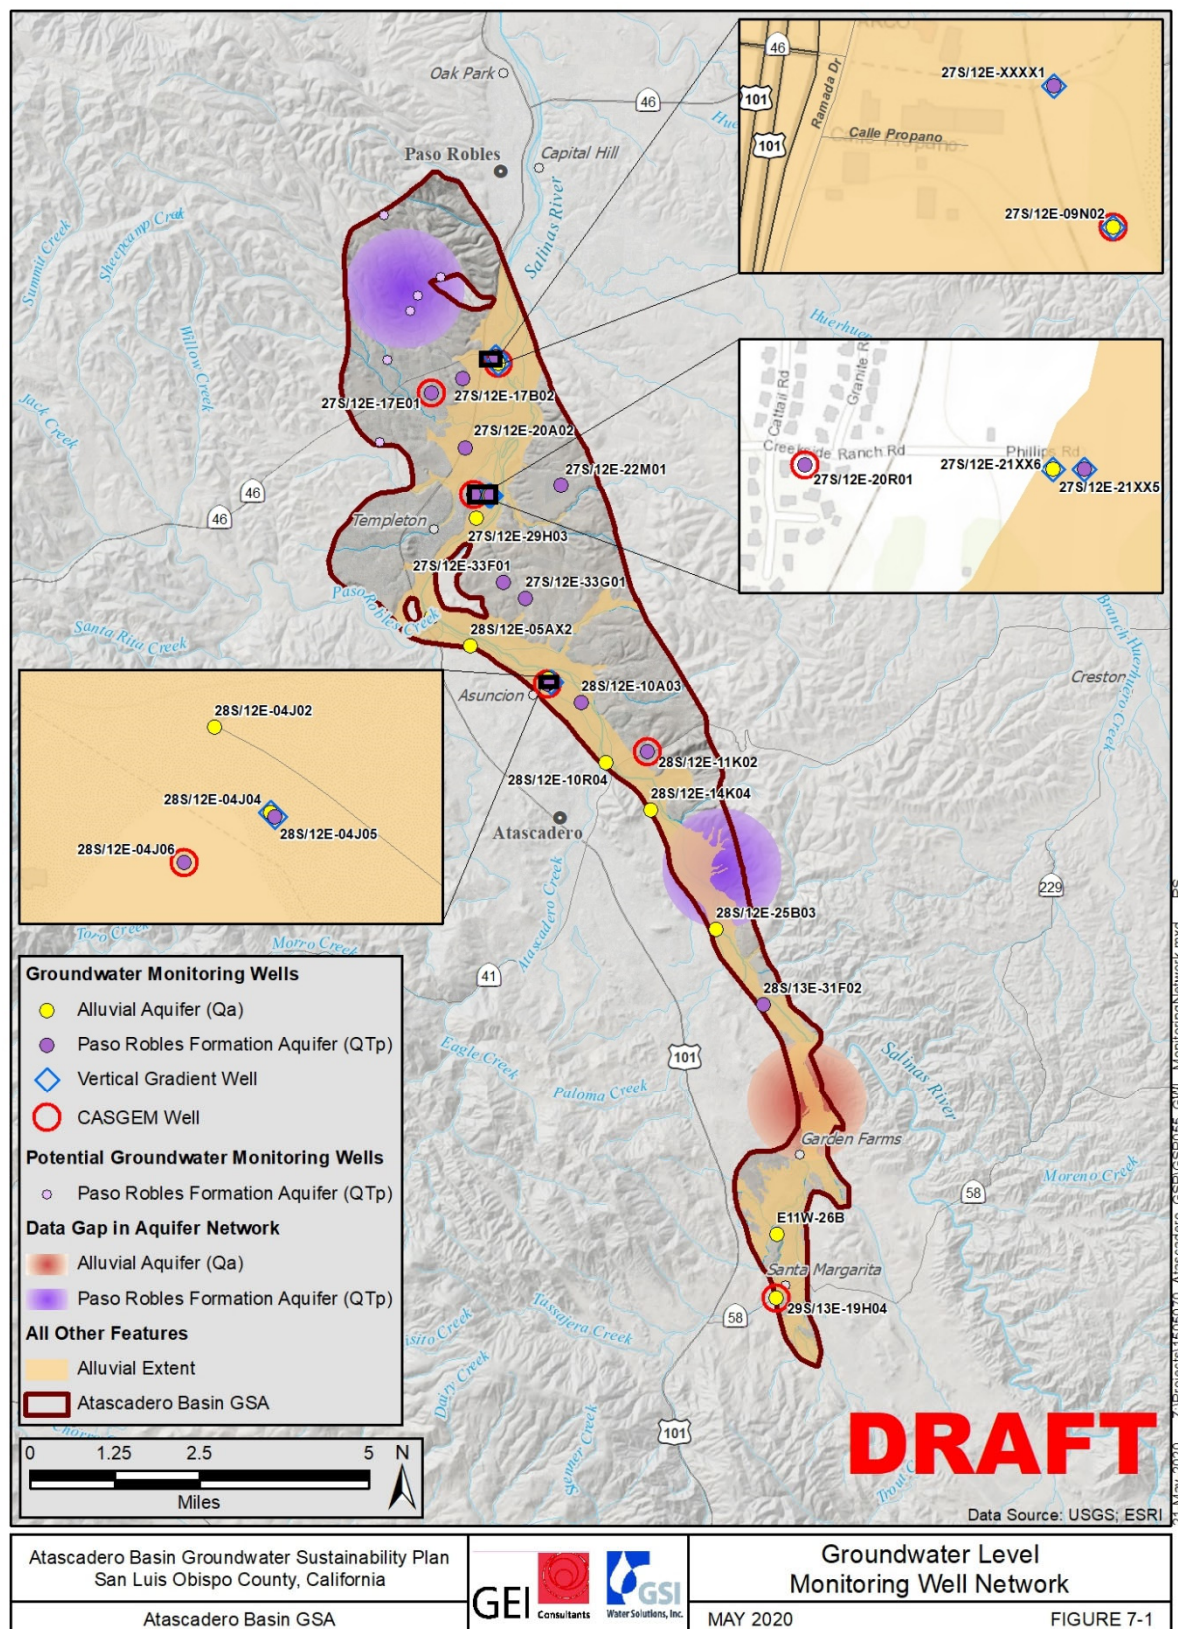 Oak Park
46
Paso Robles
Capital Hill
Salinas River
Summit Creek
Sheepcamp Crak
Willow Creek
Jack Creek
46
46
27S/12E-17E01
27S/12E-17B02
27S/12E-20A02
27S/12E-22M01
Templeton
27S/12E-29H03
27S/12E-33F01
27S/12E-33G01
Paso Robles Creek
Santa Rita Creek
28S/12E-05AX2
Asuncion
28S/12E-10A03
28S/12E-11K02
28S/12E-10R04
28S/12E-14K04
Atascadero
Creston
Branch Huerhuero Creek
229
28S/12E-25B03
28S/13E-31F02
Atascadero Creek
41
Toro Creek
Morro Creek
Eagle Creek
101
Paloma Creek
Salinas River
Garden Farms
Moreno Creek
58
E11W-26B
Santa Margarita
58
29S/13E-19H04
Tassajera Creek
Dairy Creek
Stenner Creek
101
46
101
101
Ramada Dr
Calle Propano
27S/12E-XXXX1
27S/12E-09N02
Huerhuer
Cattail Rd
Granite R
Creekside Ranch Rd
Phillips Rd
27S/12E-20R01
27S/12E-21XX6
27S/12E-21XX5
28S/12E-04J02
28S/12E-04J04
28S/12E-04J05
28S/12E-04J06
Groundwater Monitoring Wells
Alluvial Aquifer (Qa)
Paso Robles Formation Aquifer (QTp)
Vertical Gradient Well
CASGEM Well
Potential Groundwater Monitoring Wells
Paso Robles Formation Aquifer (QTp)
Data Gap in Aquifer Network
Alluvial Aquifer (Qa)
Paso Robles Formation Aquifer (QTp)
All Other Features
Alluvial Extent
Atascadero Basin GSA
0 1.25 2.5 5 N
Miles
DRAFT
Data Source: USGS; ESRI
Atascadero Basin Groundwater Sustainability Plan
San Luis Obispo County, California
Atascadero Basin GSA
GEI Consultants
GSI
Water Solutions, Inc.
Groundwater Level
Monitoring Well Network
MAY 2020 FIGURE 7-1